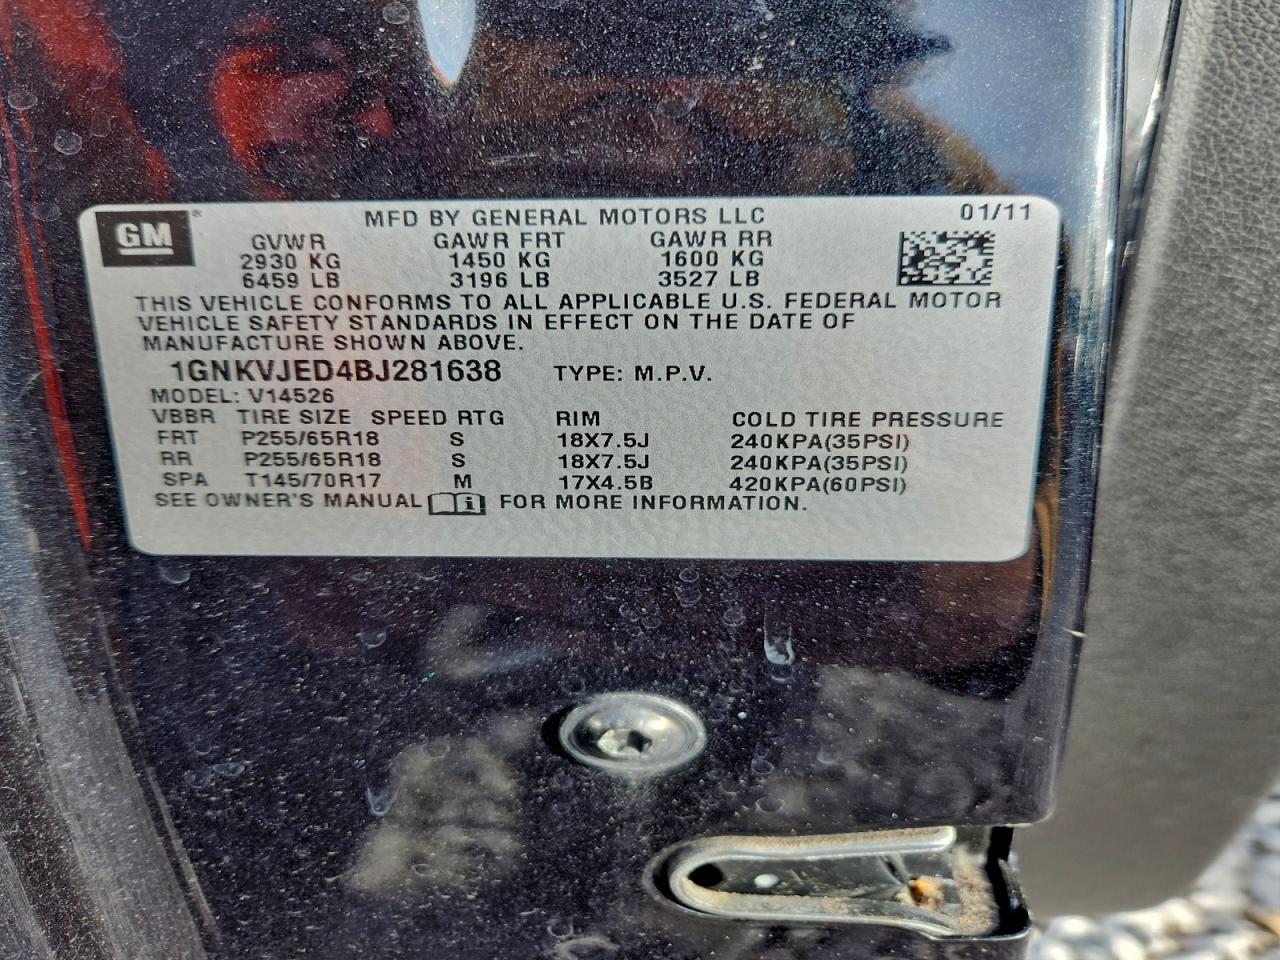 GM ® MFD BY GENERAL MOTORS LLC 01/11
GVWR GAWR FRT GAWR RR
2930 KG 1450 KG 1600 KG
6459 LB 3196 LB 3527 LB
THIS VEHICLE CONFORMS TO ALL APPLICABLE U.S. FEDERAL MOTOR
VEHICLE SAFETY STANDARDS IN EFFECT ON THE DATE OF
MANUFACTURE SHOWN ABOVE.
1GNKVJED4BJ281638 TYPE: M.P.V.
MODEL: V14526
VBBR TIRE SIZE SPEED RTG RIM COLD TIRE PRESSURE
FRT P255/65R18 S 18X7.5J 240KPA(35PSI)
RR P255/65R18 S 18X7.5J 240KPA(35PSI)
SPA T145/70R17 M 17X4.5B 420KPA(60PSI)
SEE OWNER'S MANUAL i FOR MORE INFORMATION.